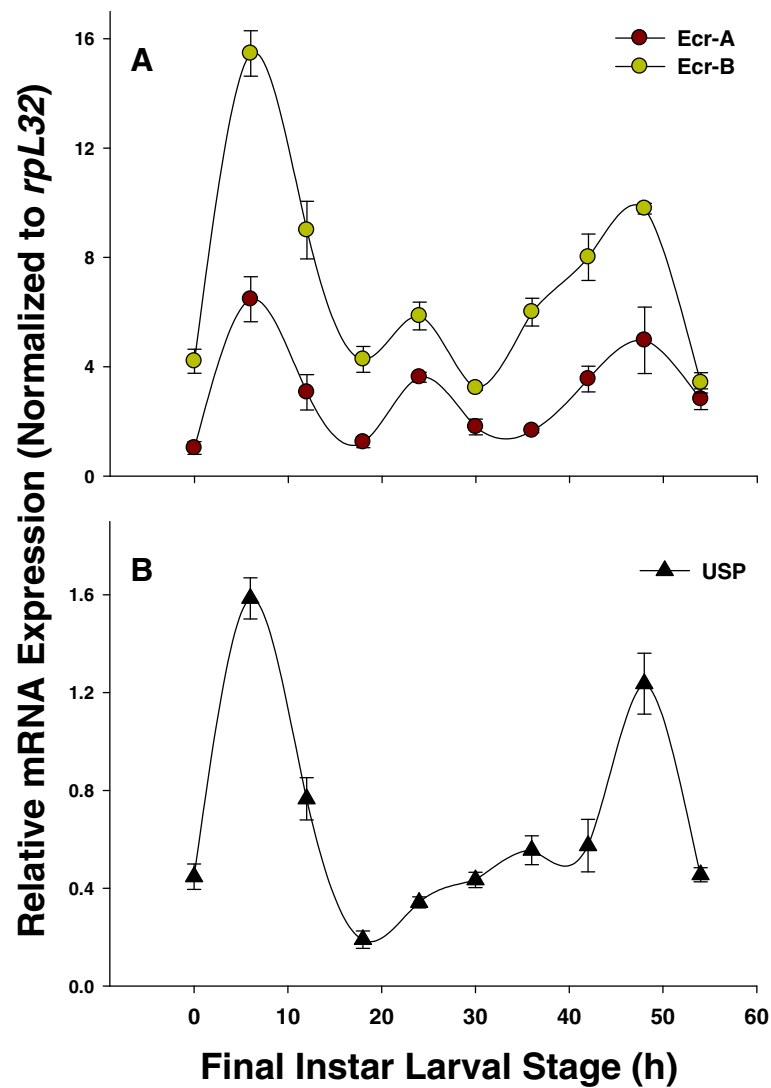 Relative mRNA Expression (Normalized to rpL32)
A
Ecr-A
Ecr-B
16
12
8
4
0
B
USP
1.6
1.2
0.8
0.4
0.0
0 10 20 30 40 50 60
Final Instar Larval Stage (h)